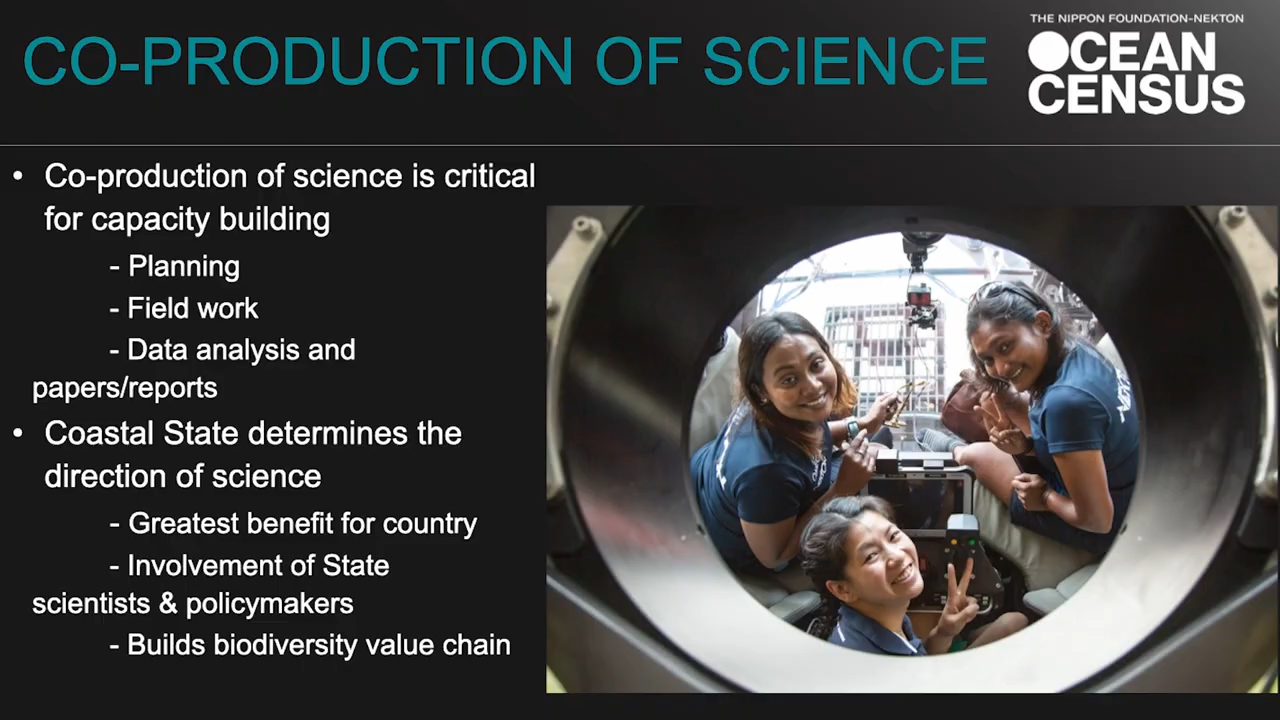 CO-PRODUCTION OF SCIENCE
THE NIPPON FOUNDATION-NEKTON
OCEAN
CENSUS
• Co-production of science is critical
for capacity building
- Planning
- Field work
- Data analysis and
papers/reports
• Coastal State determines the
direction of science
- Greatest benefit for country
- Involvement of State
scientists & policymakers
- Builds biodiversity value chain